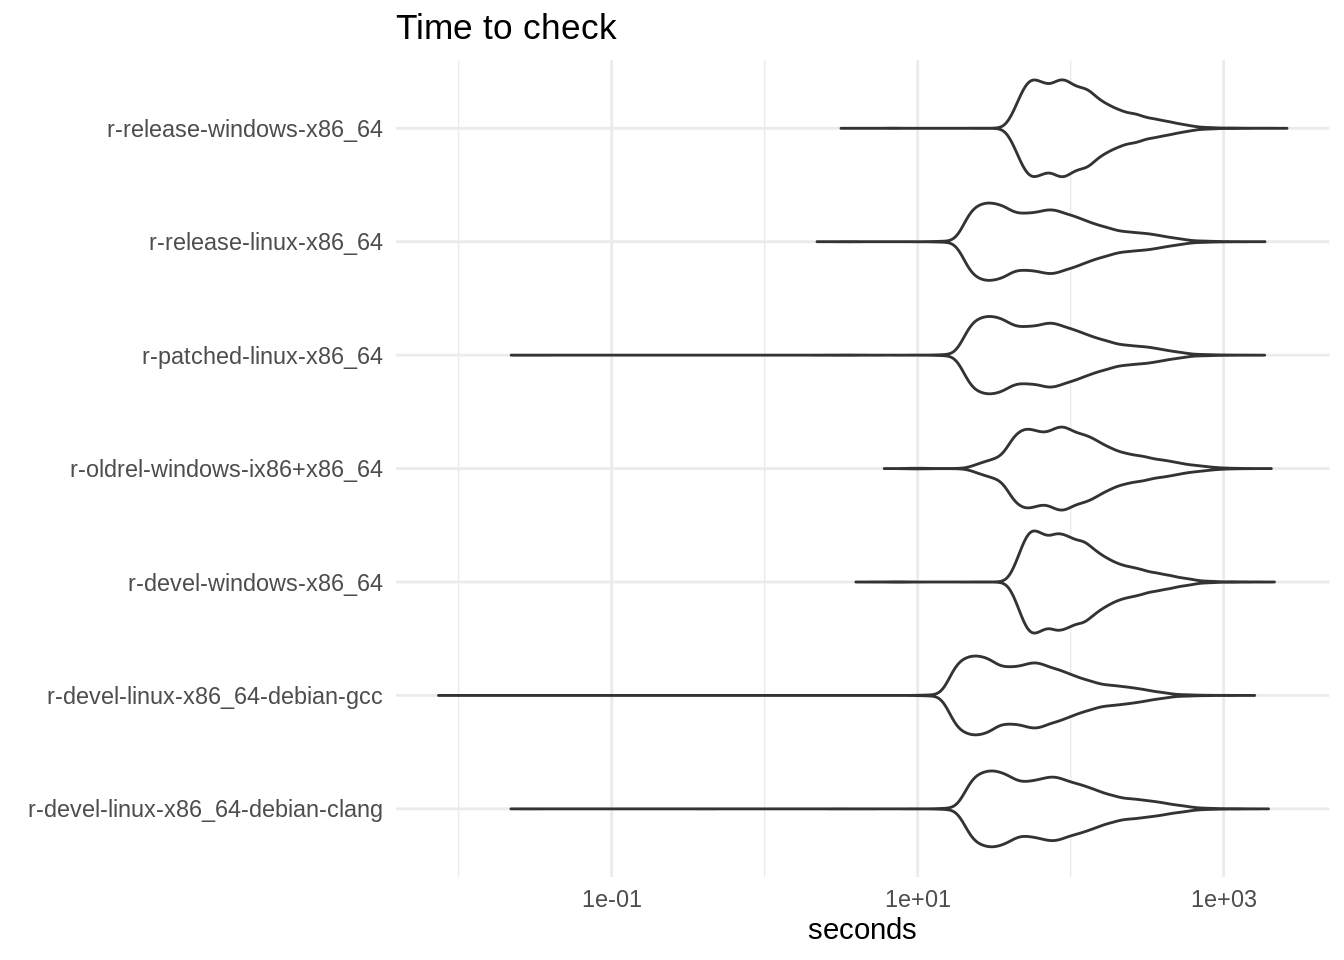 Time to check
r-release-windows-x86_64
r-release-linux-x86_64
r-patched-linux-x86_64
r-oldrel-windows-ix86+x86_64
r-devel-windows-x86_64
r-devel-linux-x86_64-debian-gcc
r-devel-linux-x86_64-debian-clang
1e-01 1e+01 1e+03
seconds